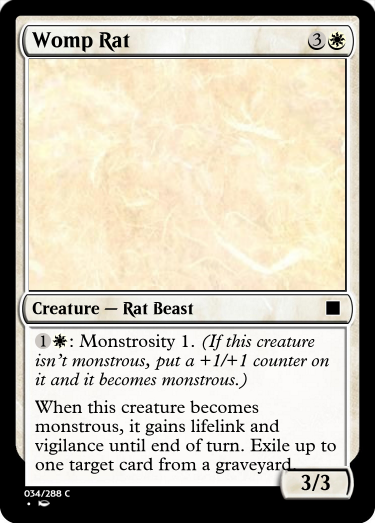 Womp Rat 3
Creature — Rat Beast
1: Monstrosity 1. (If this creature
isn't monstrous, put a +1/+1 counter on
it and it becomes monstrous.)
When this creature becomes
monstrous, it gains lifelink and
vigilance until end of turn. Exile up to
one target card from a graveyard.
3/3
034/288 C